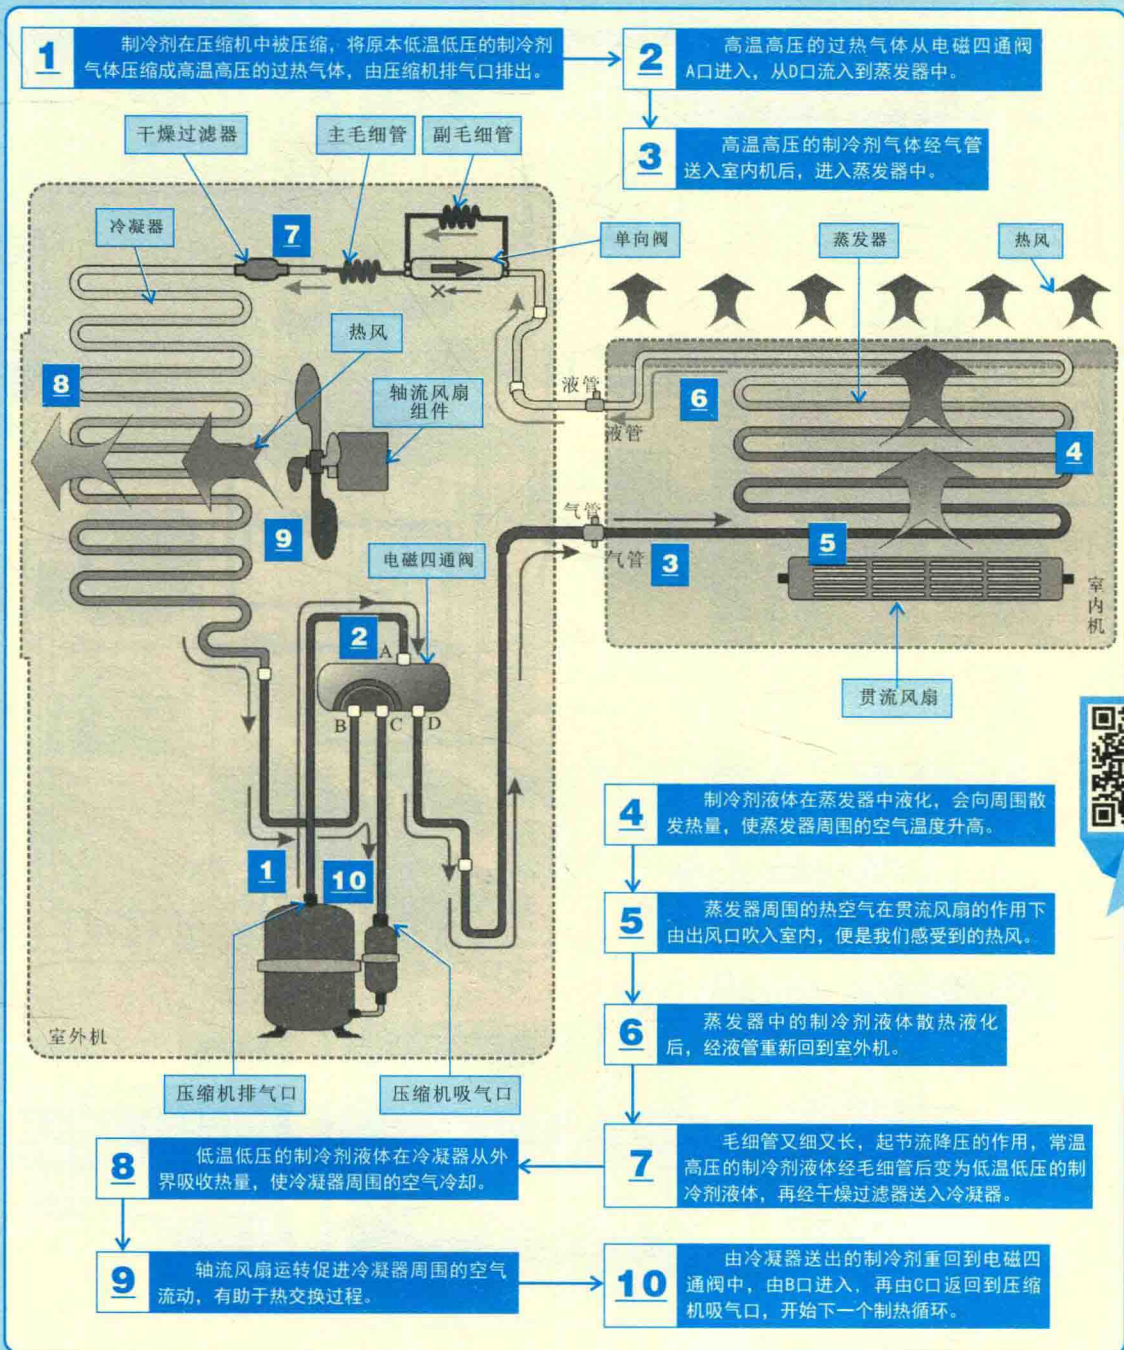 1
制冷剂在压缩机中被压缩，将原本低温低压的制冷剂
气体压缩成高温高压的过热气体，由压缩机排气口排出。
2
高温高压的过热气体从电磁四通阀
A口进入，从D口流入到蒸发器中。
3
高温高压的制冷剂气体经气管
送入室内机后，进入蒸发器中。
干燥过滤器
主毛细管
副毛细管
冷凝器
7
单向阀
蒸发器
热风
热风
8
轴流风扇
组件
液管
液管
6
4
9
气管
气管
3
5
室内机
电磁四通阀
2
A
B
C
D
贯流风扇
1
10
室外机
压缩机排气口
压缩机吸气口
4
制冷剂液体在蒸发器中液化，会向周围散
发热量，使蒸发器周围的空气温度升高。
5
蒸发器周围的热空气在贯流风扇的作用下
由出风口吹入室内，便是我们感受到的热风。
6
蒸发器中的制冷剂液体散热液化
后，经液管重新回到室外机。
7
毛细管又细又长，起节流降压的作用，常温
高压的制冷剂液体经毛细管后变为低温低压的制
冷剂液体，再经干燥过滤器送入冷凝器。
8
低温低压的制冷剂液体在冷凝器从外
界吸收热量，使冷凝器周围的空气冷却。
9
轴流风扇运转促进冷凝器周围的空气
流动，有助于热交换过程。
10
由冷凝器送出的制冷剂重回到电磁四
通阀中，由B口进入，再由C口返回到压缩
机吸气口，开始下一个制热循环。